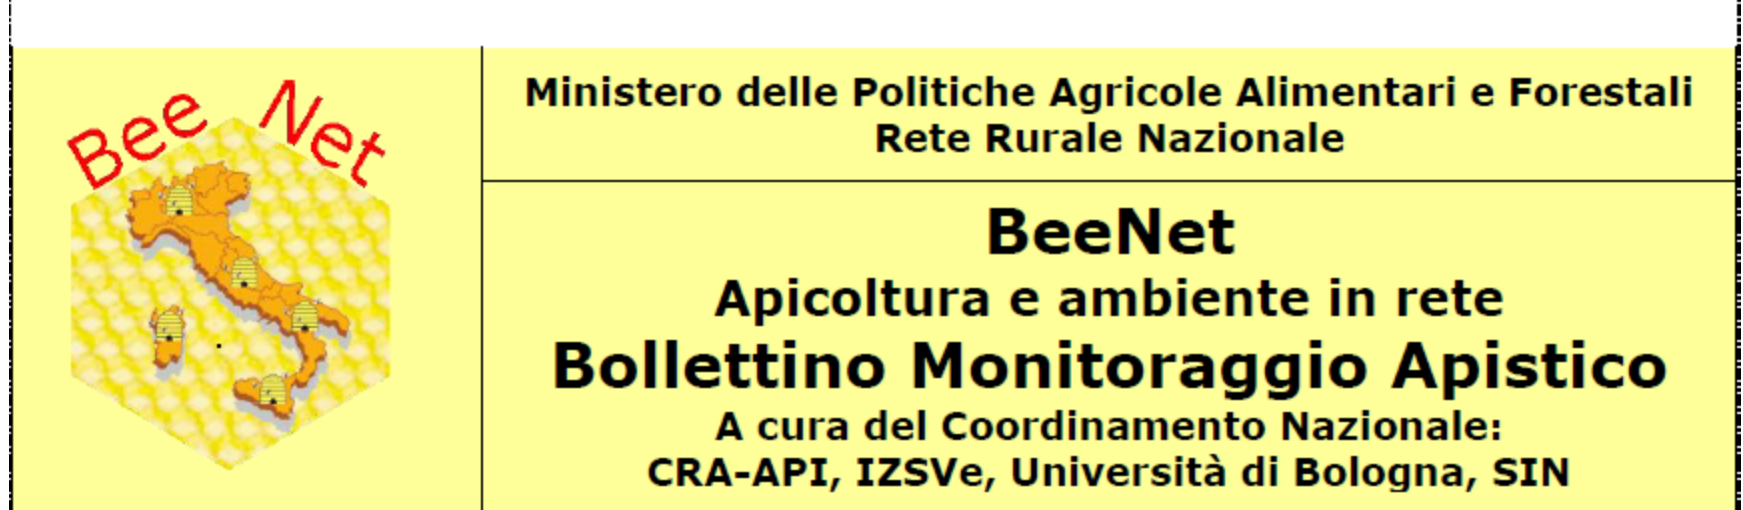 Bee Net
Ministero delle Politiche Agricole Alimentari e Forestali
Rete Rurale Nazionale
BeeNet
Apicoltura e ambiente in rete
Bollettino Monitoraggio Apistico
A cura del Coordinamento Nazionale:
CRA-API, IZSVe, Università di Bologna, SIN